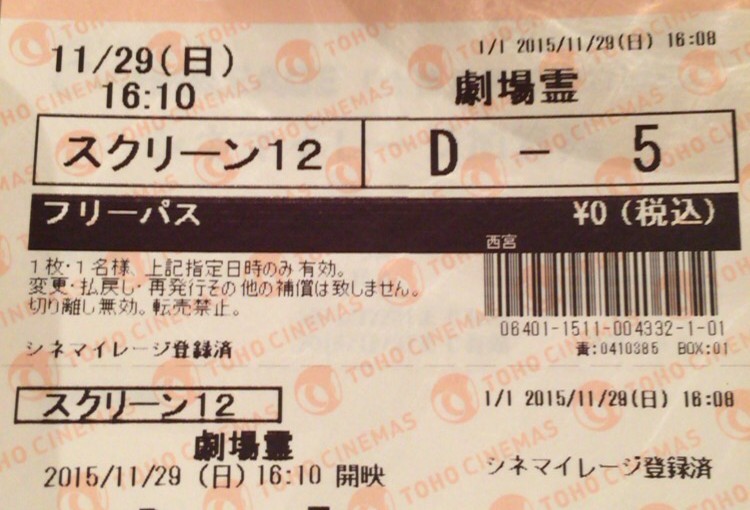 1/1 2015/11/29(日) 16:08
11/29(日)
16:10
劇場霊
スクリーン12
D - 5
フリーパス
¥0 (税込)
西宮
1枚・1名様、上記指定日時のみ有効。
変更・払戻し・再発行その他の補償は致しません。
切り離し無効。転売禁止。
06401-1511-004332-1-01
責:0410385 BOX:01
シネマイレージ登録済
スクリーン12
1/1 2015/11/29(日) 16:08
劇場霊
2015/11/29 (日) 16:10 開映
シネマイレージ登録済
TOHO CINEMAS